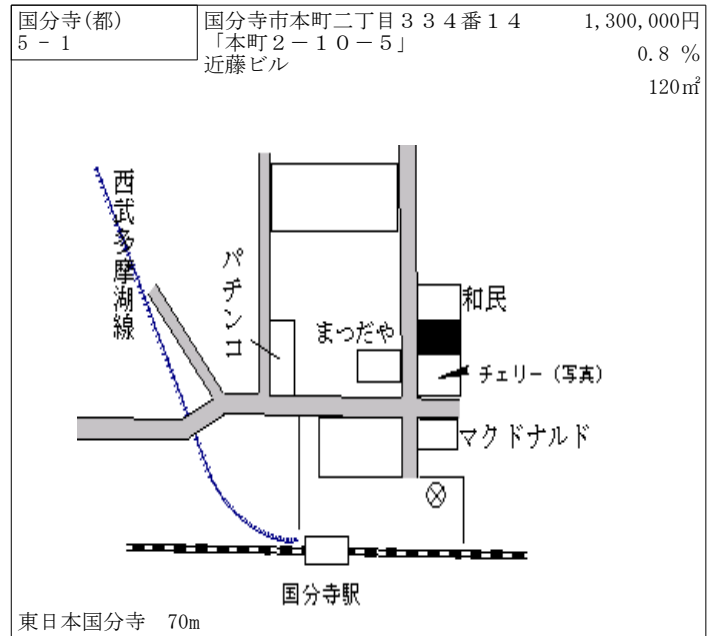 国分寺(都)
5 - 1
国分寺市本町二丁目３３４番１４
「本町２－１０－５」
近藤ビル
1,300,000円
0.8 %
120㎡
西武多摩湖線
パチンコ
まつだや
和民
チェリー（写真）
マクドナルド
国分寺駅
東日本国分寺　70m